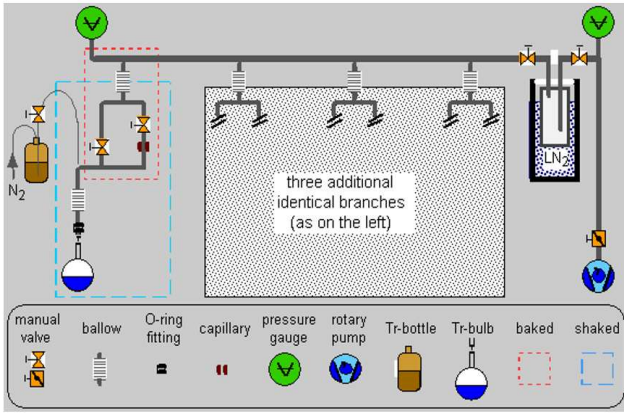 N2
LN2
three additional
identical branches
(as on the left)
manual
valve
ballow
O-ring
fitting
capillary
pressure
gauge
rotary
pump
Tr-bottle
Tr-bulb
baked
shaked